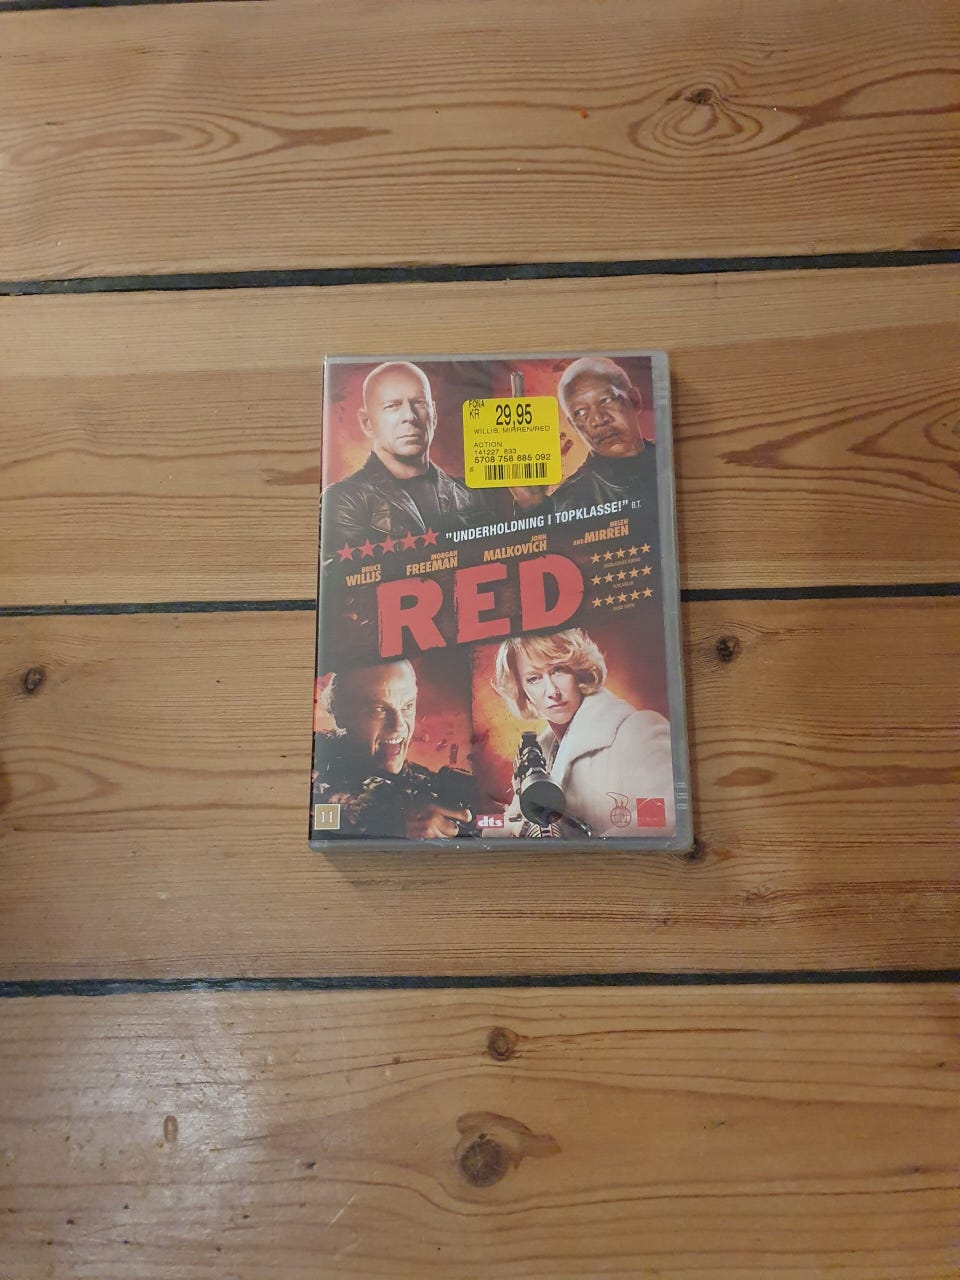 FONA
KR 29,95
WILLIS, MIRREN/RED
ACTION
141227 833
5708 758 685 092
"UNDERHOLDNING I TOPKLASSE!" B.T.
BRUCE WILLIS
MORGAN FREEMAN
JOHN MALKOVICH
AND HELEN MIRREN
RED
11
dts